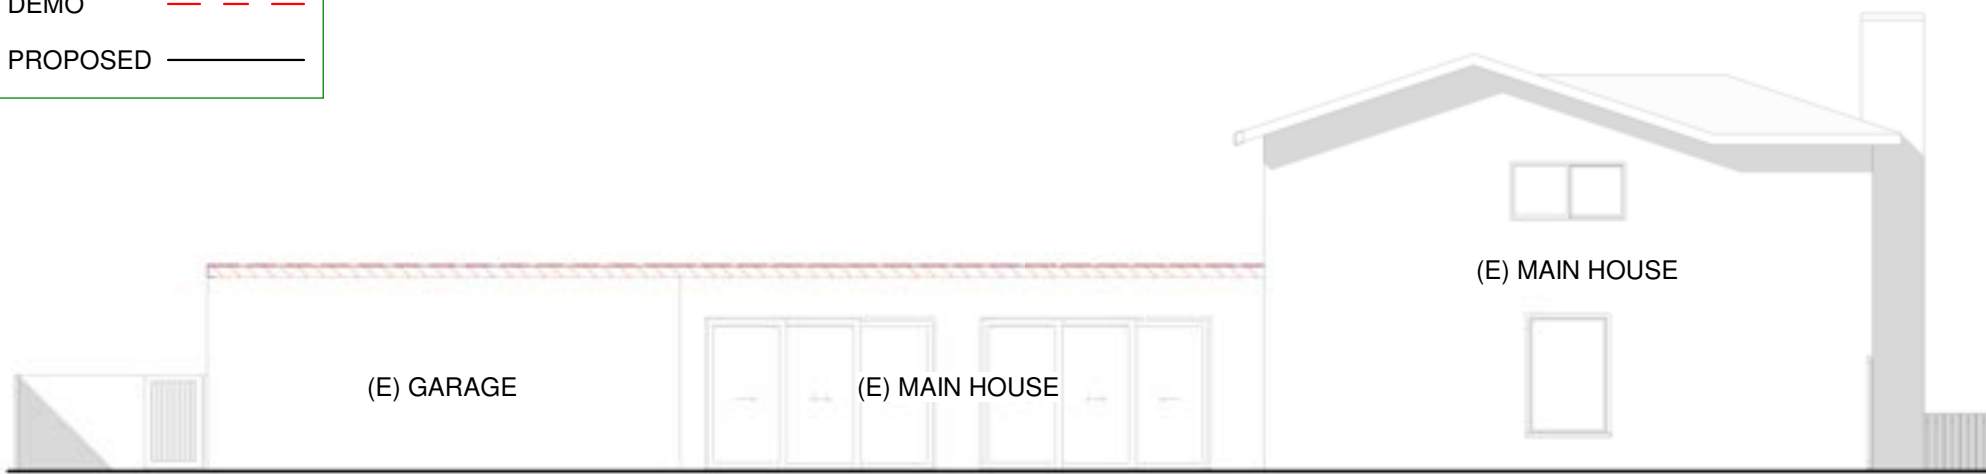 DEMO
PROPOSED
(E) MAIN HOUSE
(E) GARAGE
(E) MAIN HOUSE